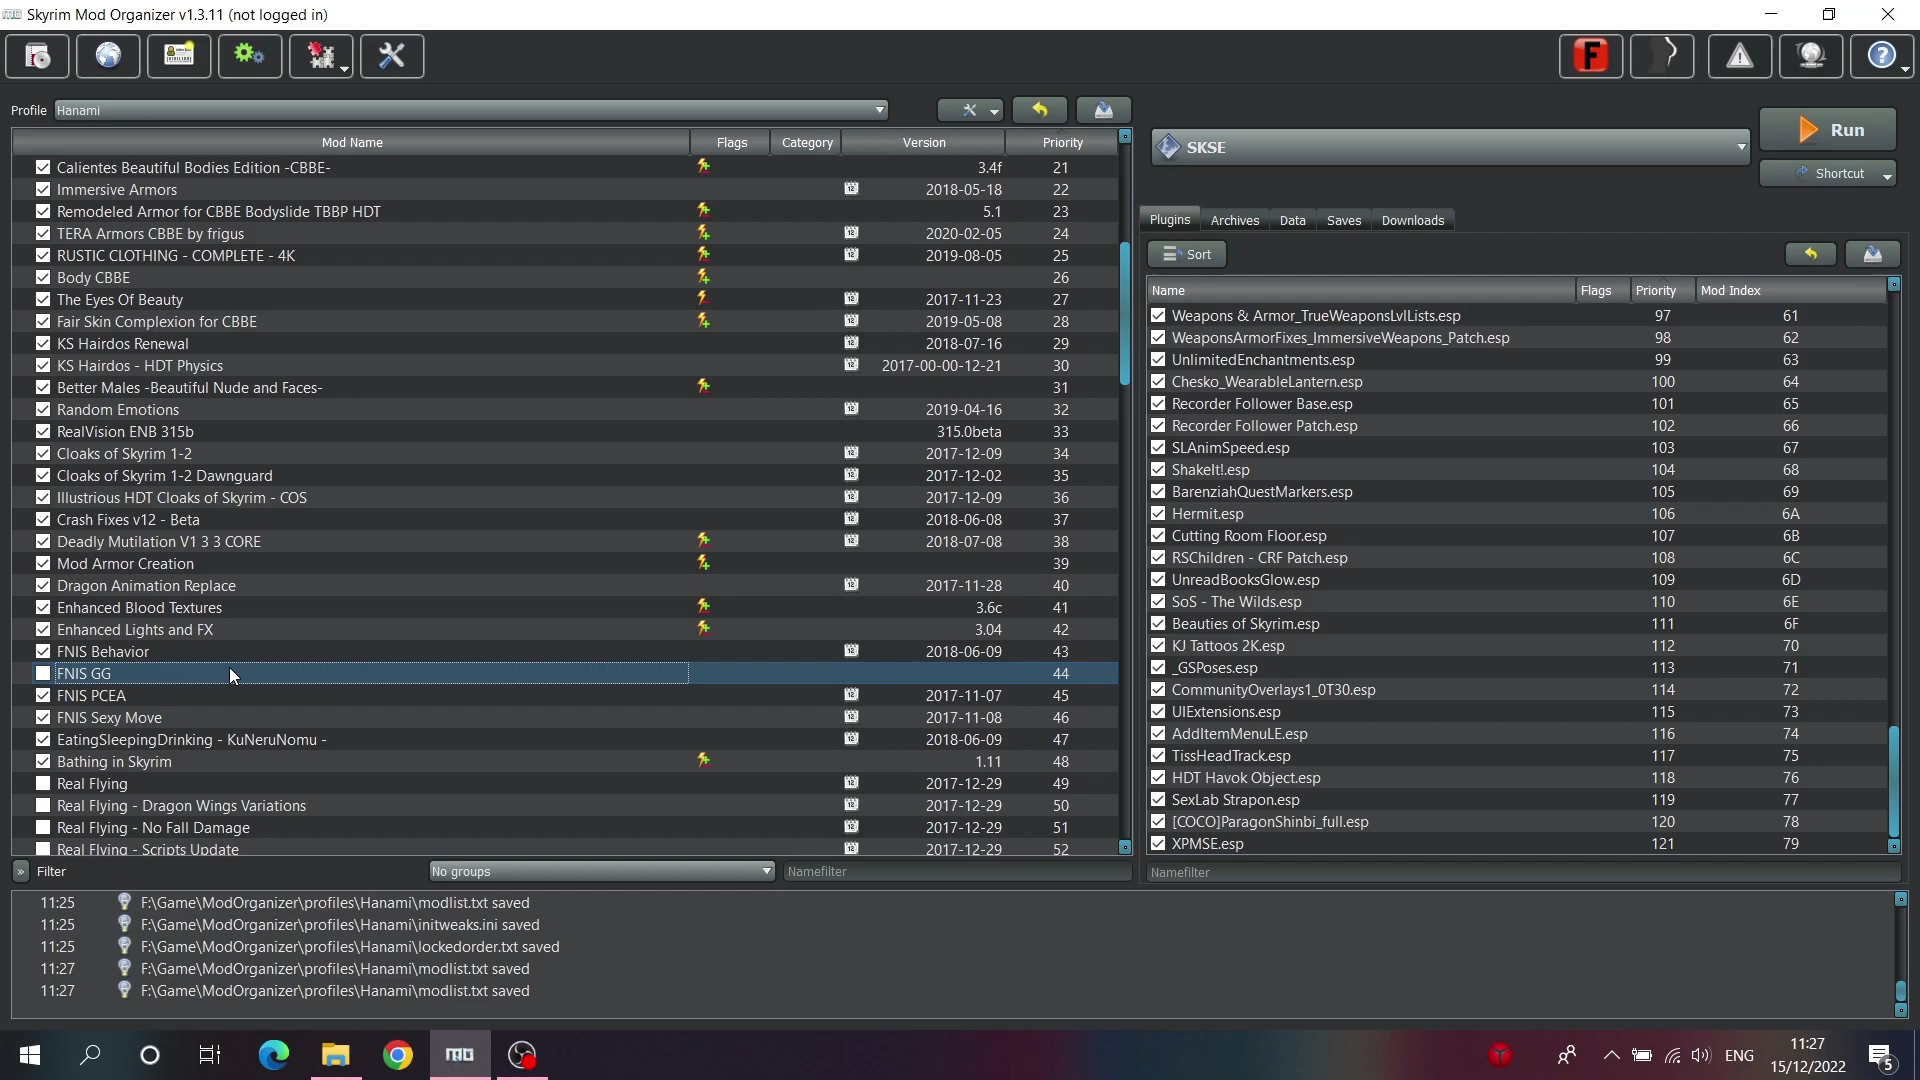 Skyrim Mod Organizer v1.3.11 (not logged in)
Profile Hanami
Mod Name Flags Category Version Priority
Calientes Beautiful Bodies Edition -CBBE- 3.4f 21
Immersive Armors 2018-05-18 22
Remodeled Armor for CBBE Bodyslide TBBP HDT 5.1 23
TERA Armors CBBE by frigus 2020-02-05 24
RUSTIC CLOTHING - COMPLETE - 4K 2019-08-05 25
Body CBBE 26
The Eyes Of Beauty 2017-11-23 27
Fair Skin Complexion for CBBE 2019-05-08 28
KS Hairdos Renewal 2018-07-16 29
KS Hairdos - HDT Physics 2017-00-00-12-21 30
Better Males -Beautiful Nude and Faces- 31
Random Emotions 2019-04-16 32
RealVision ENB 315b 315.0beta 33
Cloaks of Skyrim 1-2 2017-12-09 34
Cloaks of Skyrim 1-2 Dawnguard 2017-12-02 35
Illustrious HDT Cloaks of Skyrim - COS 2017-12-09 36
Crash Fixes v12 - Beta 2018-06-08 37
Deadly Mutilation V1 3 3 CORE 2018-07-08 38
Mod Armor Creation 39
Dragon Animation Replace 2017-11-28 40
Enhanced Blood Textures 3.6c 41
Enhanced Lights and FX 3.04 42
FNIS Behavior 2018-06-09 43
FNIS GG 44
FNIS PCEA 2017-11-07 45
FNIS Sexy Move 2017-11-08 46
EatingSleepingDrinking - KuNeruNomu - 2018-06-09 47
Bathing in Skyrim 1.11 48
Real Flying 2017-12-29 49
Real Flying - Dragon Wings Variations 2017-12-29 50
Real Flying - No Fall Damage 2017-12-29 51
Real Flying - Scripts Update 2017-12-29 52
» Filter No groups Namefilter
SKSE
Run
Shortcut
Plugins Archives Data Saves Downloads
Sort
Name Flags Priority Mod Index
Weapons & Armor_TrueWeaponsLvlLists.esp 97 61
WeaponsArmorFixes_ImmersiveWeapons_Patch.esp 98 62
UnlimitedEnchantments.esp 99 63
Chesko_WearableLantern.esp 100 64
Recorder Follower Base.esp 101 65
Recorder Follower Patch.esp 102 66
SLAnimSpeed.esp 103 67
ShakeIt!.esp 104 68
BarenziahQuestMarkers.esp 105 69
Hermit.esp 106 6A
Cutting Room Floor.esp 107 6B
RSChildren - CRF Patch.esp 108 6C
UnreadBooksGlow.esp 109 6D
SoS - The Wilds.esp 110 6E
Beauties of Skyrim.esp 111 6F
KJ Tattoos 2K.esp 112 70
_GSPoses.esp 113 71
CommunityOverlays1_0T30.esp 114 72
UIExtensions.esp 115 73
AddItemMenuLE.esp 116 74
TissHeadTrack.esp 117 75
HDT Havok Object.esp 118 76
SexLab Strapon.esp 119 77
[COCO]ParagonShinbi_full.esp 120 78
XPMSE.esp 121 79
Namefilter
11:25 F:\Game\ModOrganizer\profiles\Hanami\modlist.txt saved
11:25 F:\Game\ModOrganizer\profiles\Hanami\initweaks.ini saved
11:25 F:\Game\ModOrganizer\profiles\Hanami\lockedorder.txt saved
11:27 F:\Game\ModOrganizer\profiles\Hanami\modlist.txt saved
11:27 F:\Game\ModOrganizer\profiles\Hanami\modlist.txt saved
ENG
11:27
15/12/2022
5